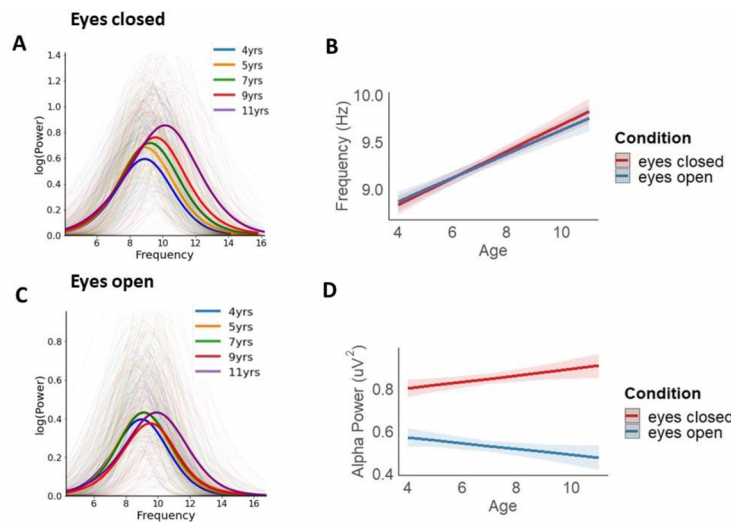 Eyes closed
A
1.4
1.2
1.0
0.8
0.6
0.4
0.2
0.0
log(Power)
6 8 10 12 14 16
Frequency
4yrs
5yrs
7yrs
9yrs
11yrs
B
10.0
9.5
9.0
Frequency (Hz)
4 6 8 10
Age
Condition
eyes closed
eyes open
Eyes open
C
0.8
0.6
0.4
0.2
0.0
log(Power)
6 8 10 12 14 16
Frequency
4yrs
5yrs
7yrs
9yrs
11yrs
D
0.8
0.6
0.4
Alpha Power (uV²)
4 6 8 10
Age
Condition
eyes closed
eyes open